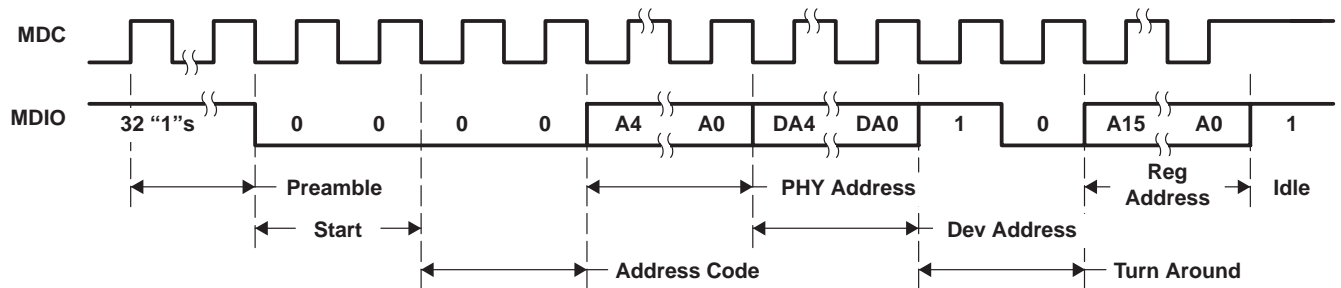 MDC
MDIO
32 “1”s 0 0 0 0 A4 A0 DA4 DA0 1 0 A15 A0 1
Preamble PHY Address Reg Address Idle
Start Dev Address
Address Code Turn Around